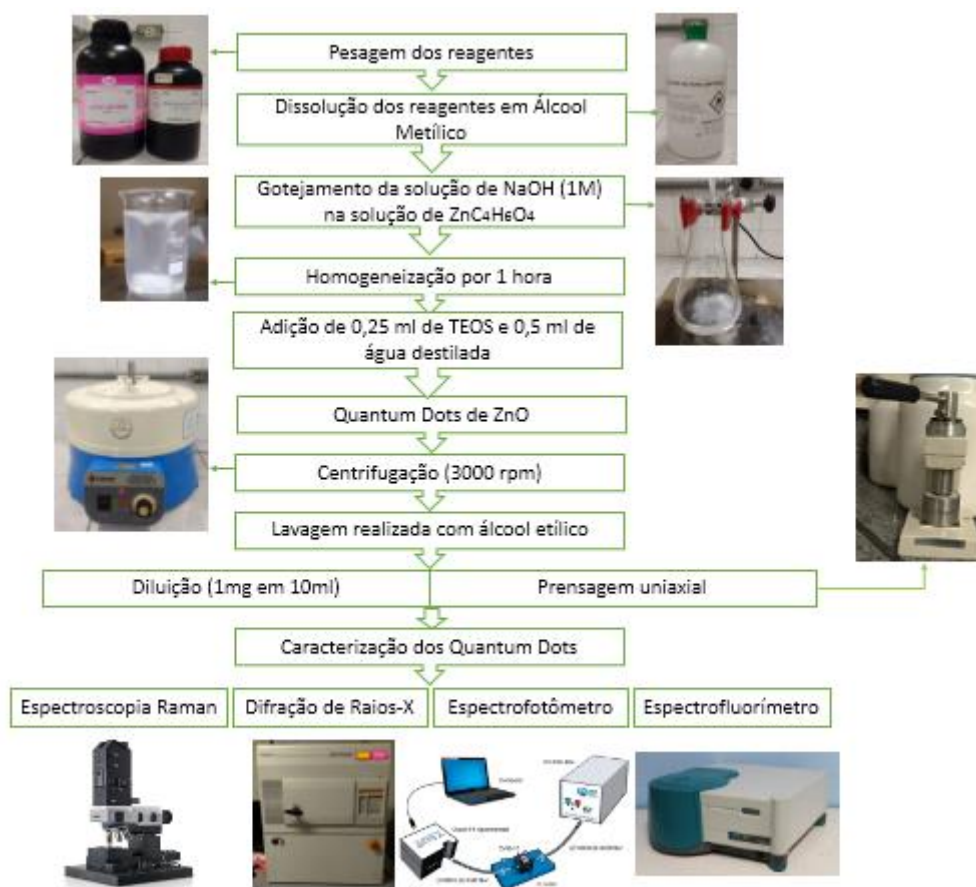 Pesagem dos reagentes
Dissolução dos reagentes em Álcool
Metílico
Gotejamento da solução de NaOH (1M)
na solução de ZnC₄H₆O₄
Homogeneização por 1 hora
Adição de 0,25 ml de TEOS e 0,5 ml de
água destilada
Quantum Dots de ZnO
Centrifugação (3000 rpm)
Lavagem realizada com álcool etílico
Diluição (1mg em 10ml)
Prensagem uniaxial
Caracterização dos Quantum Dots
Espectroscopia Raman
Difração de Raios-X
Espectrofotômetro
Espectrofluorímetro